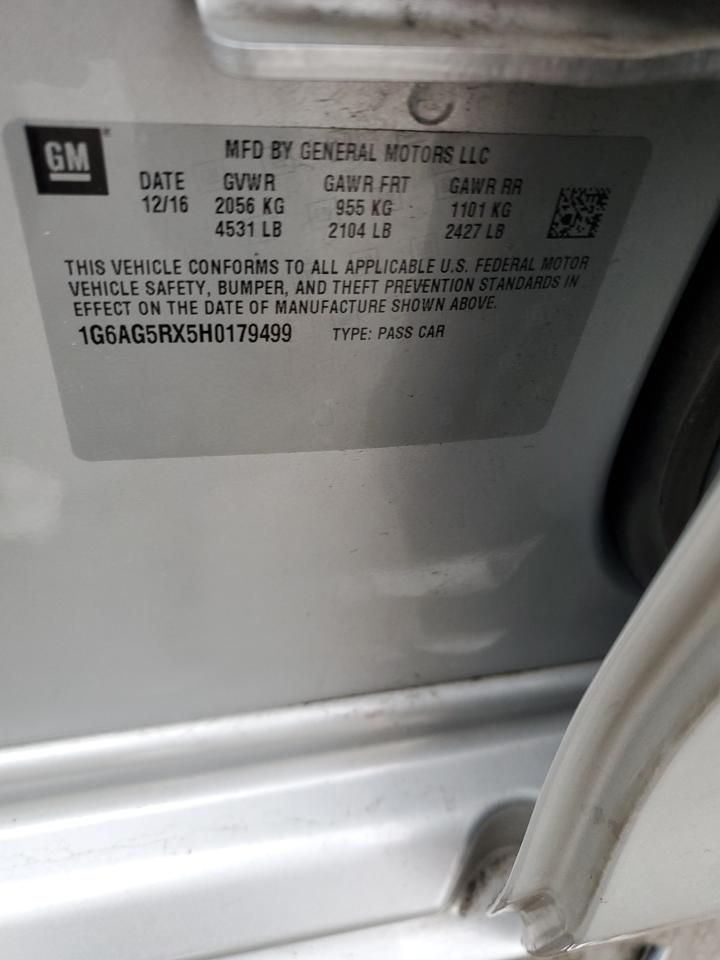 GM
MFD BY GENERAL MOTORS LLC
DATE GVWR GAWR FRT GAWR RR
12/16 2056 KG 955 KG 1101 KG
4531 LB 2104 LB 2427 LB
THIS VEHICLE CONFORMS TO ALL APPLICABLE U.S. FEDERAL MOTOR
VEHICLE SAFETY, BUMPER, AND THEFT PREVENTION STANDARDS IN
EFFECT ON THE DATE OF MANUFACTURE SHOWN ABOVE.
1G6AG5RX5H0179499 TYPE: PASS CAR